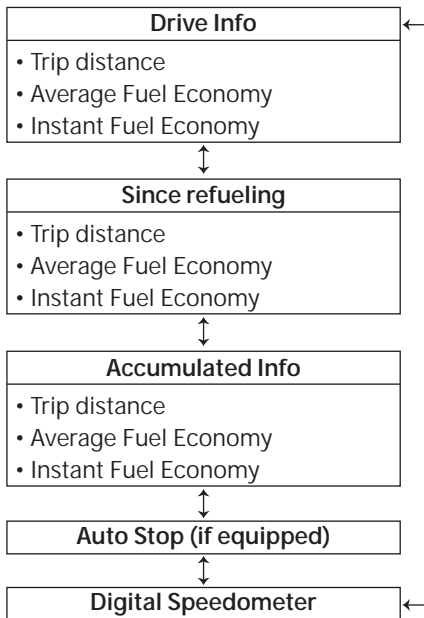 Drive Info
• Trip distance
• Average Fuel Economy
• Instant Fuel Economy
Since refueling
• Trip distance
• Average Fuel Economy
• Instant Fuel Economy
Accumulated Info
• Trip distance
• Average Fuel Economy
• Instant Fuel Economy
Auto Stop (if equipped)
Digital Speedometer